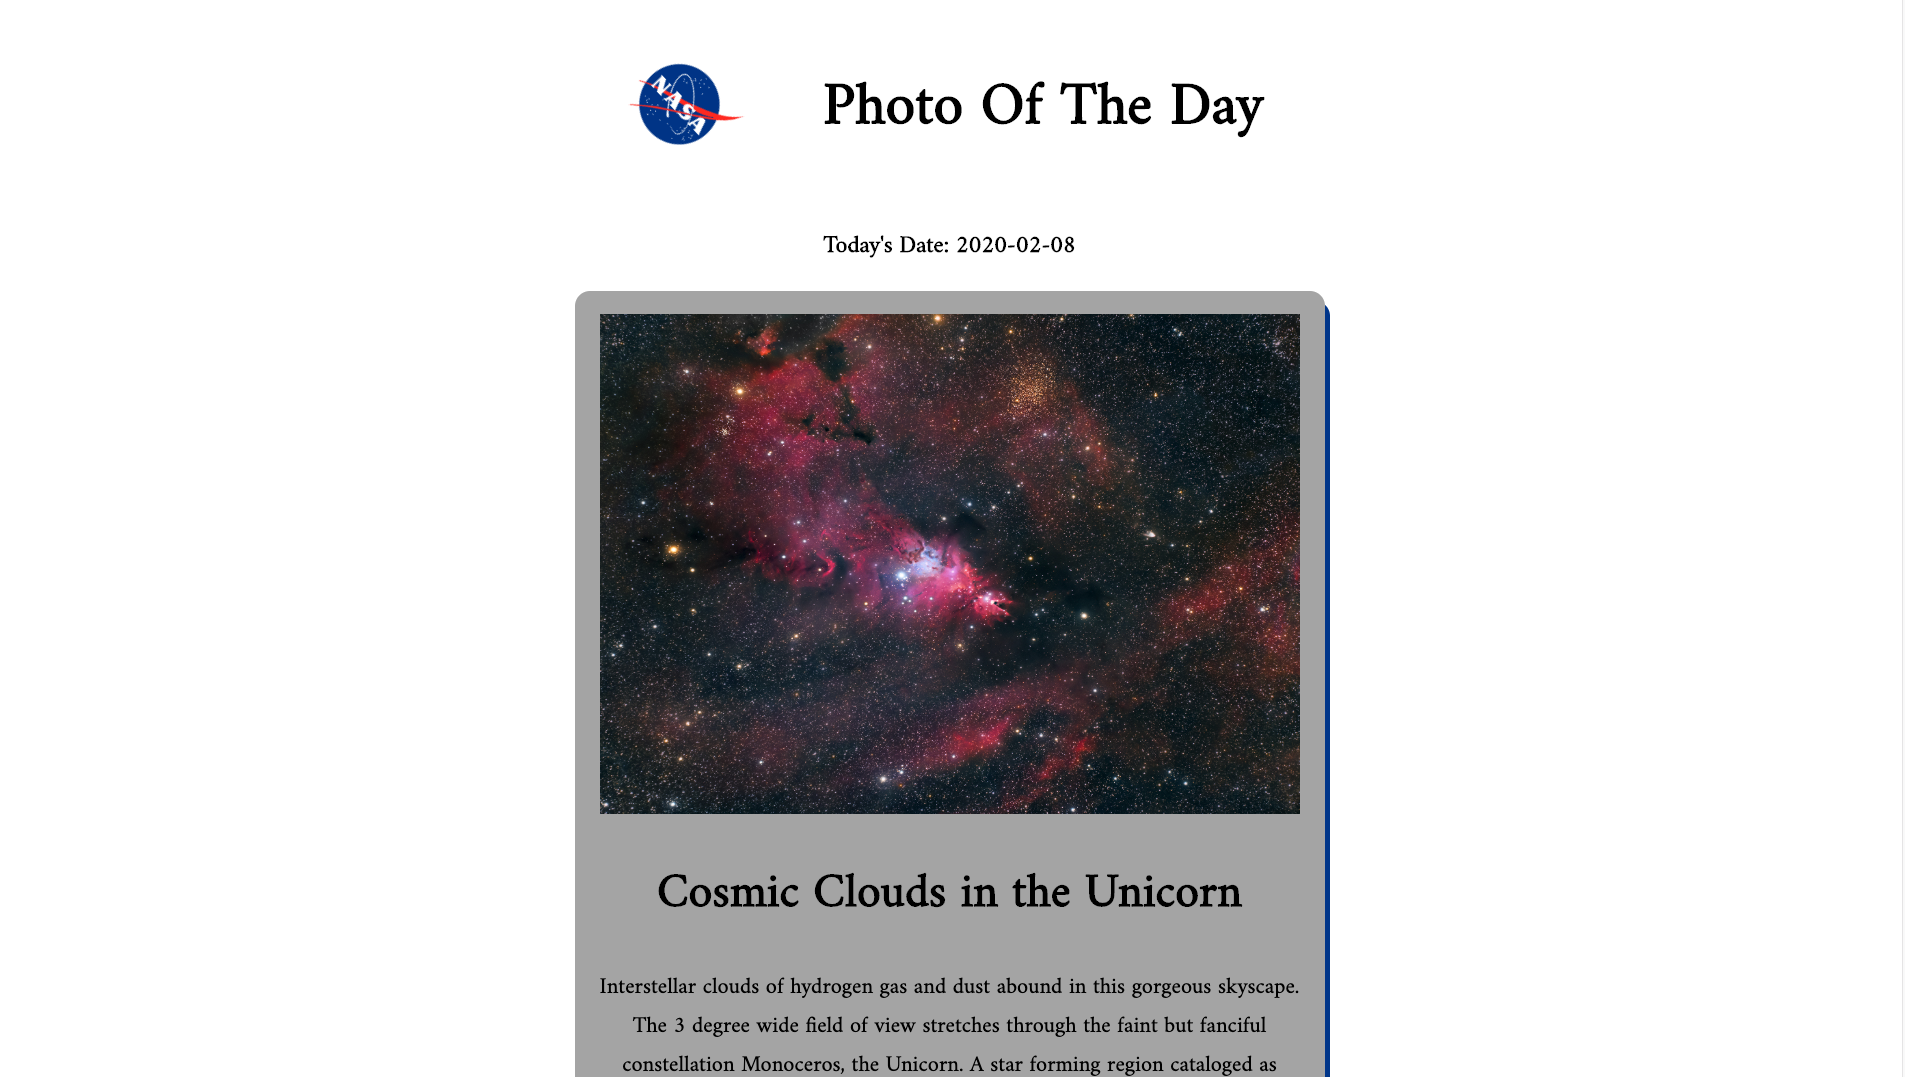 NASA
Photo Of The Day
Today's Date: 2020-02-08
Cosmic Clouds in the Unicorn
Interstellar clouds of hydrogen gas and dust abound in this gorgeous skyscape.
The 3 degree wide field of view stretches through the faint but fanciful
constellation Monoceros, the Unicorn. A star forming region cataloged as